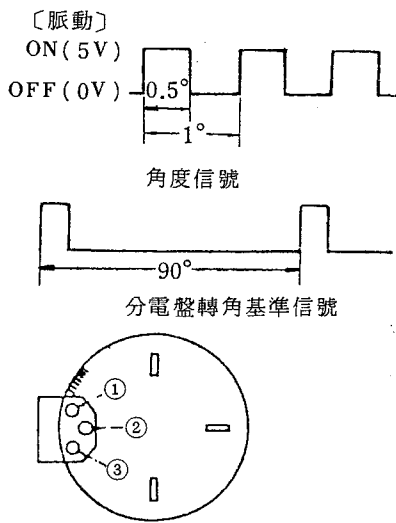 〔脈動〕
ON(5V)
OFF(0V)
0.5°
1°
角度信號
90°
分電盤轉角基準信號
①
②
③